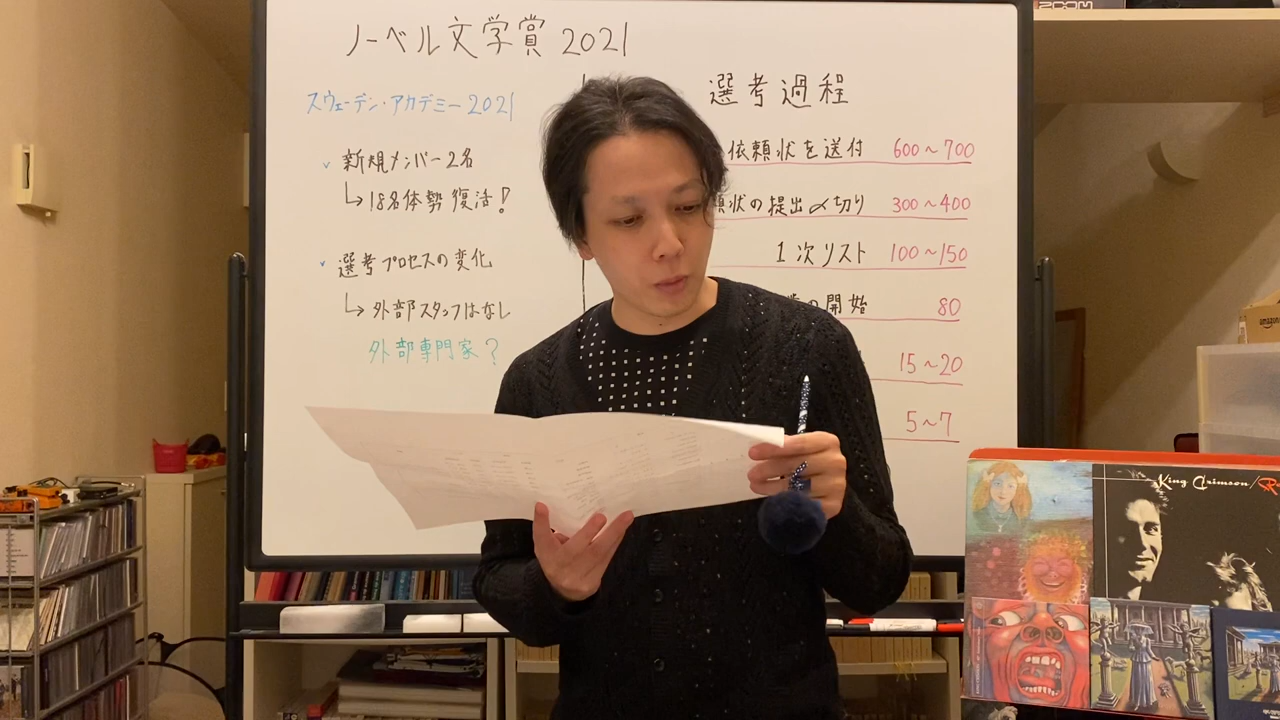 ノーベル文学賞 2021
スウェーデン・アカデミー 2021
✓ 新規メンバー2名
↳ 18名体勢復活!
✓ 選考プロセスの変化
↳ 外部スタッフはなし
外部専門家?
選考過程
依頼状を送付 600~700
状の提出〆切り 300~400
1次リスト 100~150
の開始 80
15~20
5~7
ZOOM
amazon
King Crimson/